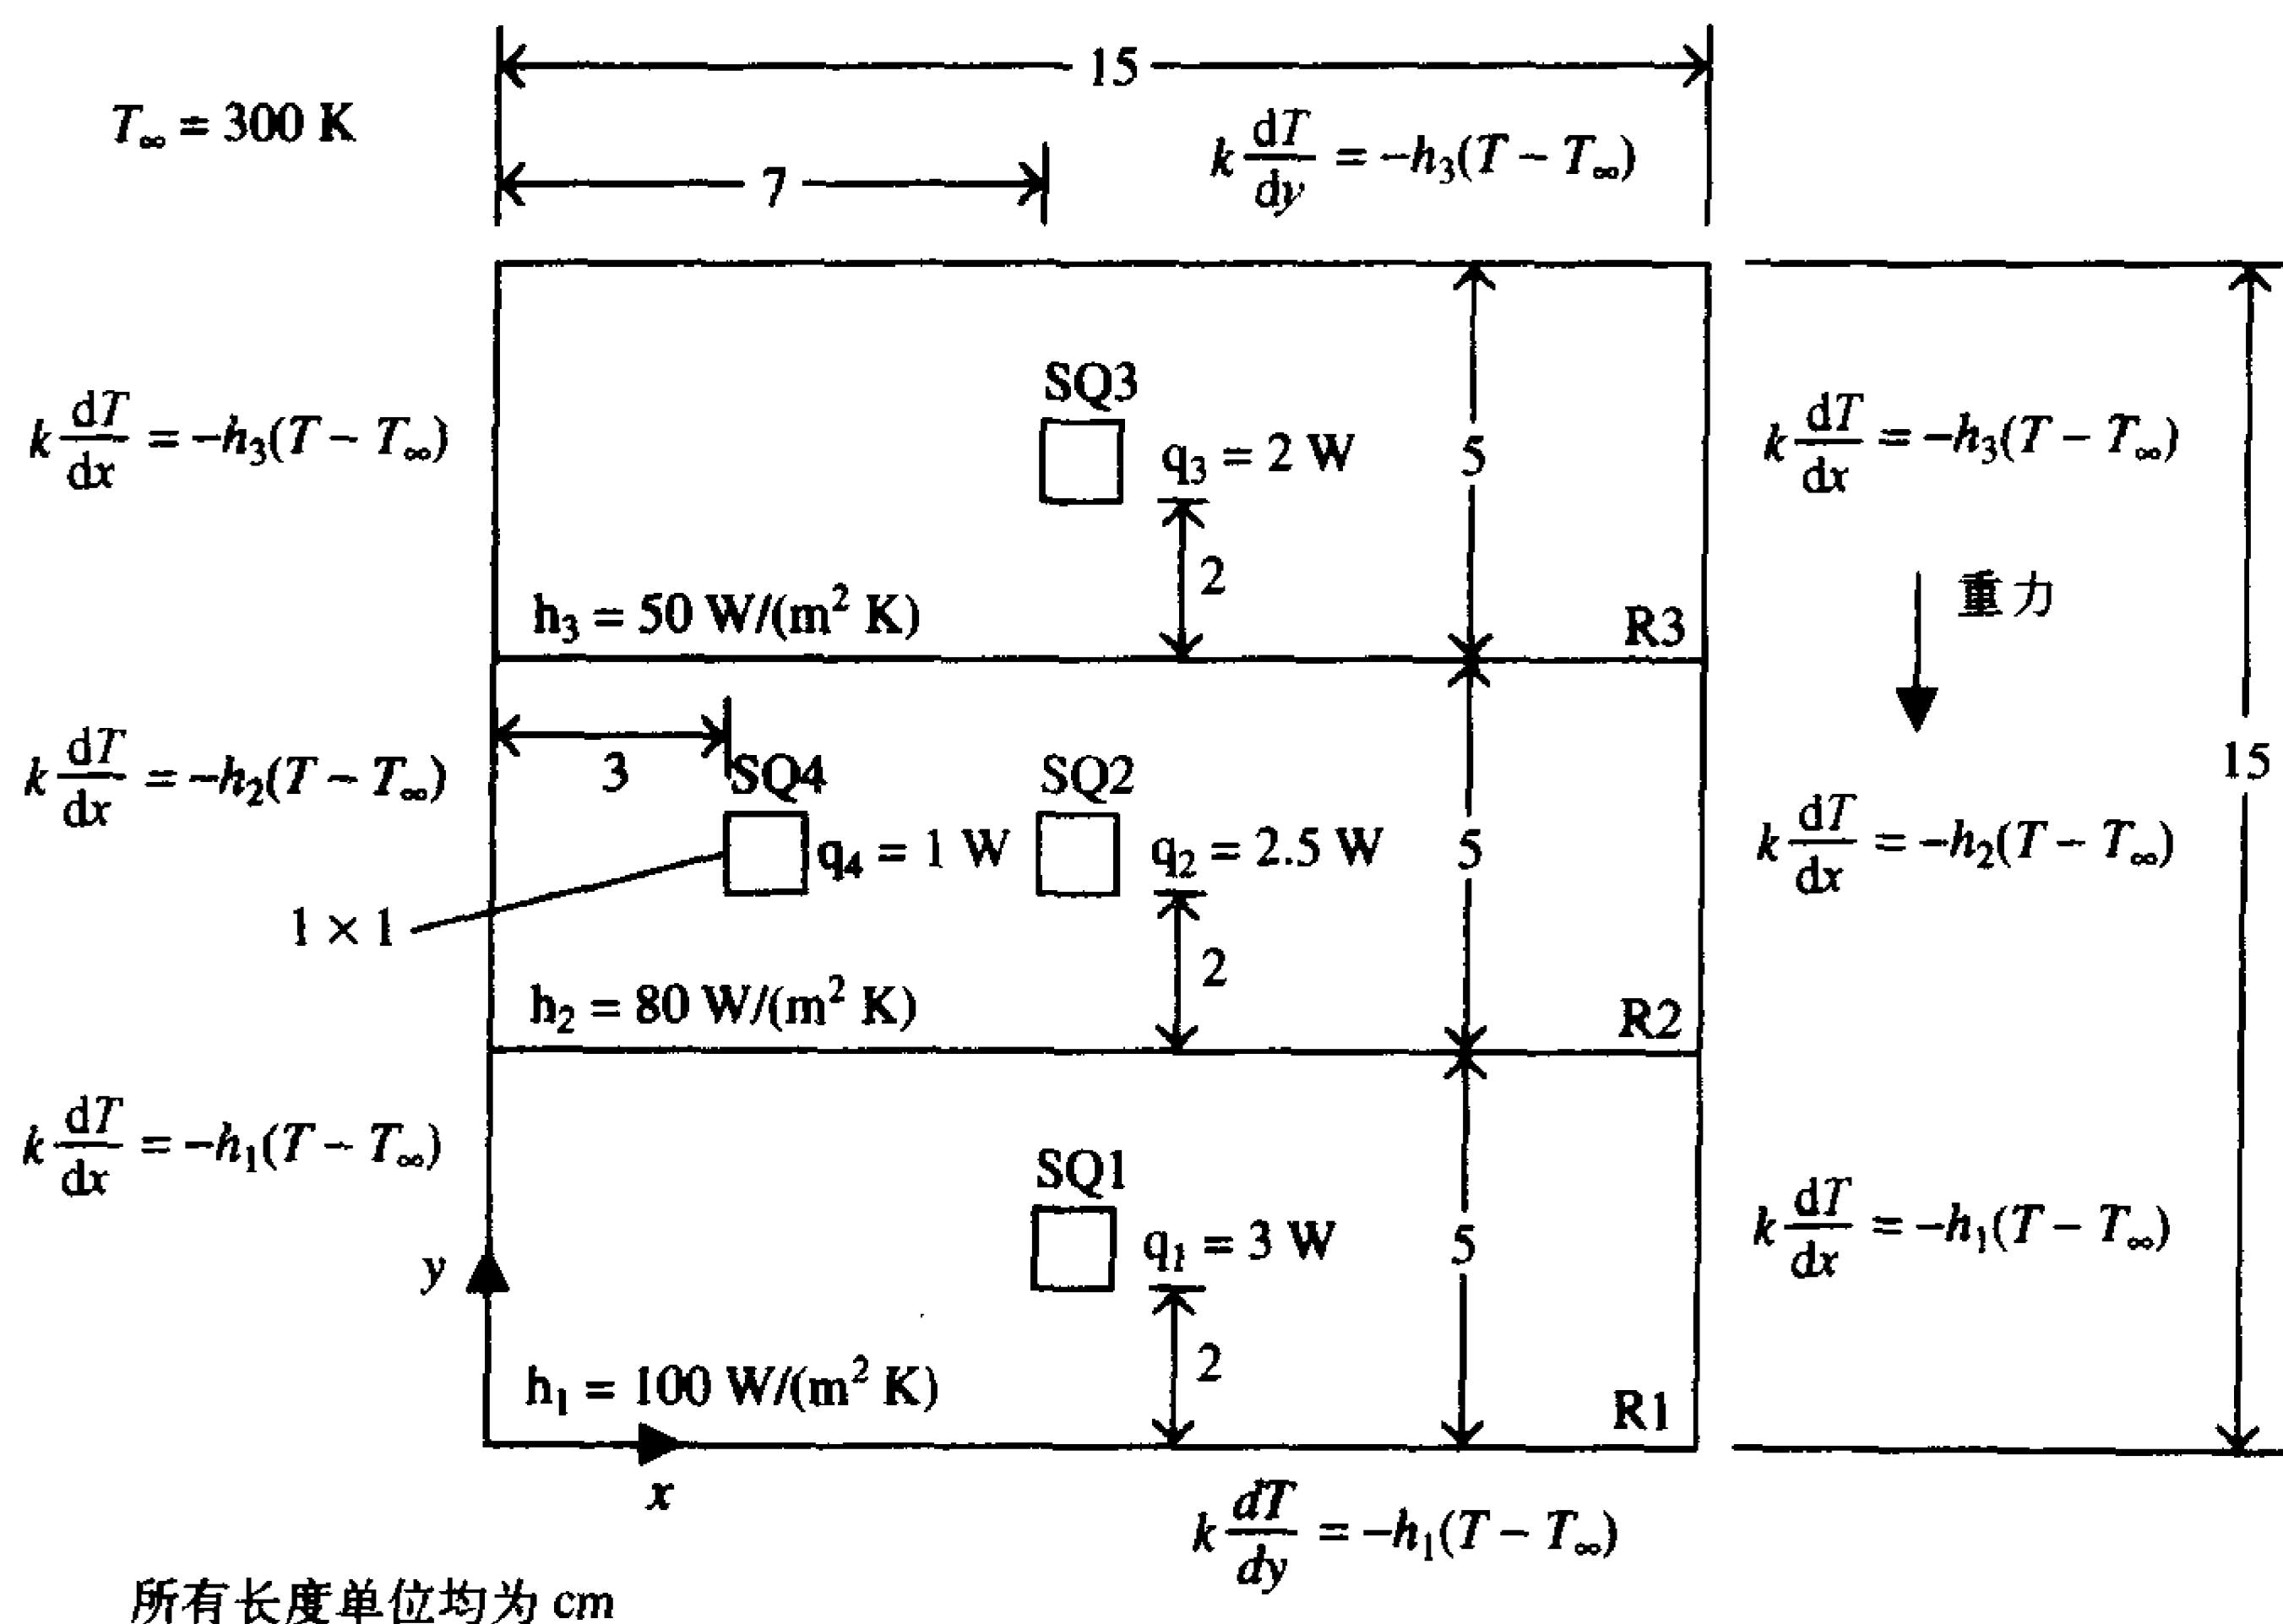 15
T∞ = 300 K
k dT/dy = -h₃(T - T∞)
7
SQ3
k dT/dx = -h₃(T - T∞)
q₃ = 2 W
5
k dT/dx = -h₃(T - T∞)
2
重力
h₃ = 50 W/(m² K)
R3
3
SQ4
SQ2
15
k dT/dx = -h₂(T - T∞)
q₄ = 1 W
q₂ = 2.5 W
5
k dT/dx = -h₂(T - T∞)
1 × 1
2
h₂ = 80 W/(m² K)
R2
k dT/dx = -h₁(T - T∞)
SQ1
q₁ = 3 W
5
k dT/dx = -h₁(T - T∞)
y
2
h₁ = 100 W/(m² K)
R1
x
k dT/dy = -h₁(T - T∞)
所有长度单位均为 cm